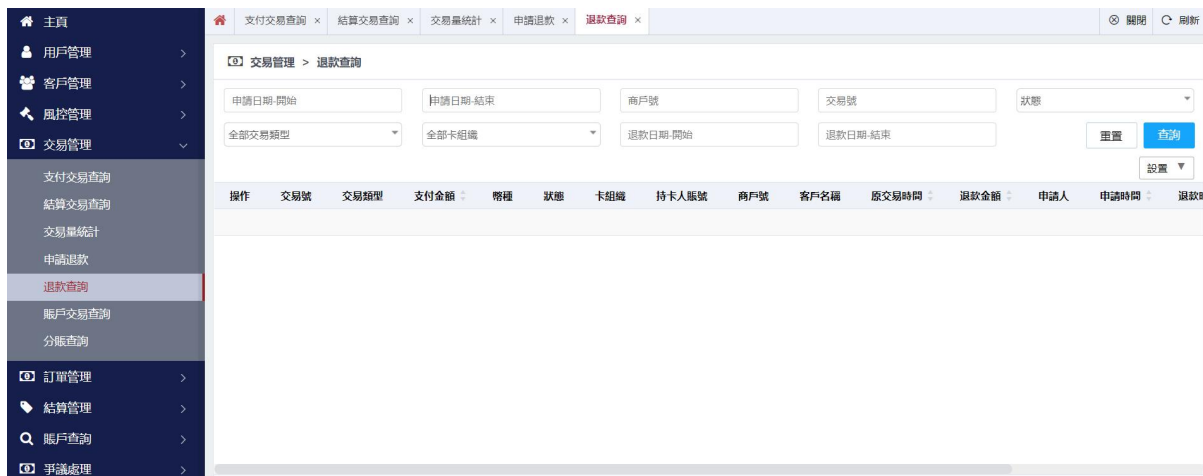 主頁
用戶管理
客戶管理
風控管理
交易管理
支付交易查詢
結算交易查詢
交易量統計
申請退款
退款查詢
賬戶交易查詢
分賬查詢
訂單管理
結算管理
賬戶查詢
爭議處理
支付交易查詢 × 結算交易查詢 × 交易量統計 × 申請退款 × 退款查詢 × 關閉 刷新
交易管理 > 退款查詢
申請日期-開始 申請日期-結束 商戶號 交易號 狀態
全部交易類型 全部卡組織 退款日期-開始 退款日期-結束 重置 查詢
設置
操作 交易號 交易類型 支付金額 幣種 狀態 卡組織 持卡人賬號 商戶號 客戶名稱 原交易時間 退款金額 申請人 申請時間 退款